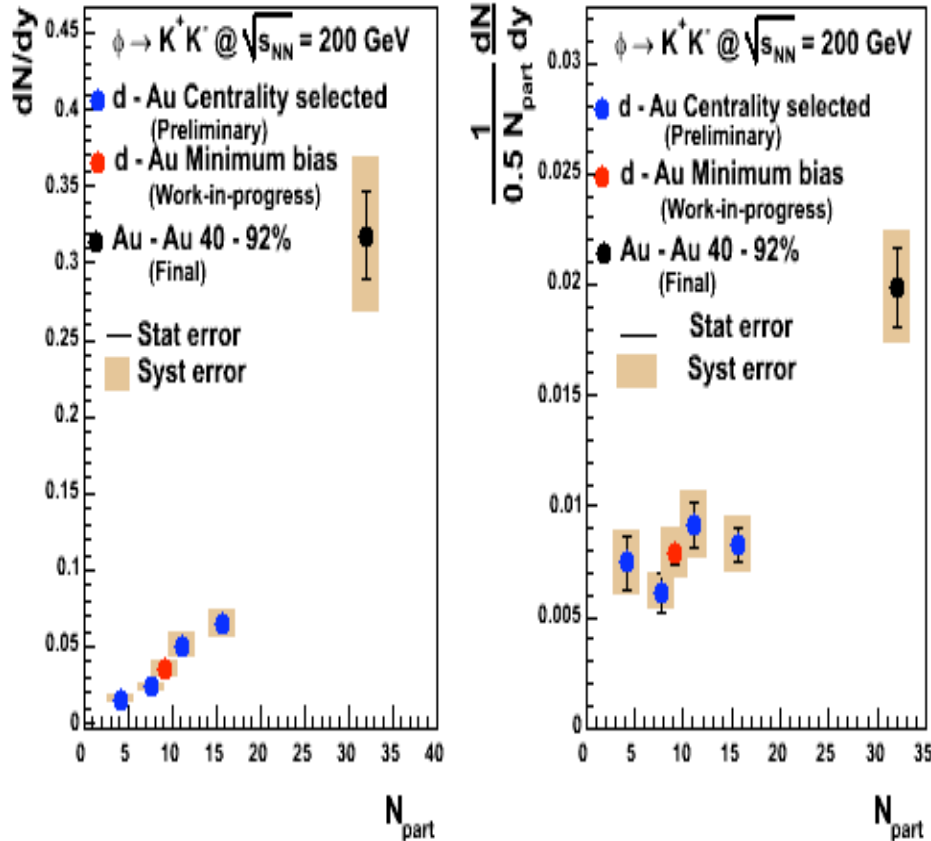 dN/dy
0.45
0.4
0.35
0.3
0.25
0.2
0.15
0.1
0.05
0
ϕ → K⁺K⁻ @ √s_NN = 200 GeV
d - Au Centrality selected
(Preliminary)
d - Au Minimum bias
(Work-in-progress)
Au - Au 40 - 92%
(Final)
Stat error
Syst error
0 5 10 15 20 25 30 35 40
N_part
1/(0.5 N_part) dN/dy
0.03
0.025
0.02
0.015
0.01
0.005
0
ϕ → K⁺K⁻ @ √s_NN = 200 GeV
d - Au Centrality selected
(Preliminary)
d - Au Minimum bias
(Work-in-progress)
Au - Au 40 - 92%
(Final)
Stat error
Syst error
0 5 10 15 20 25 30 35
N_part